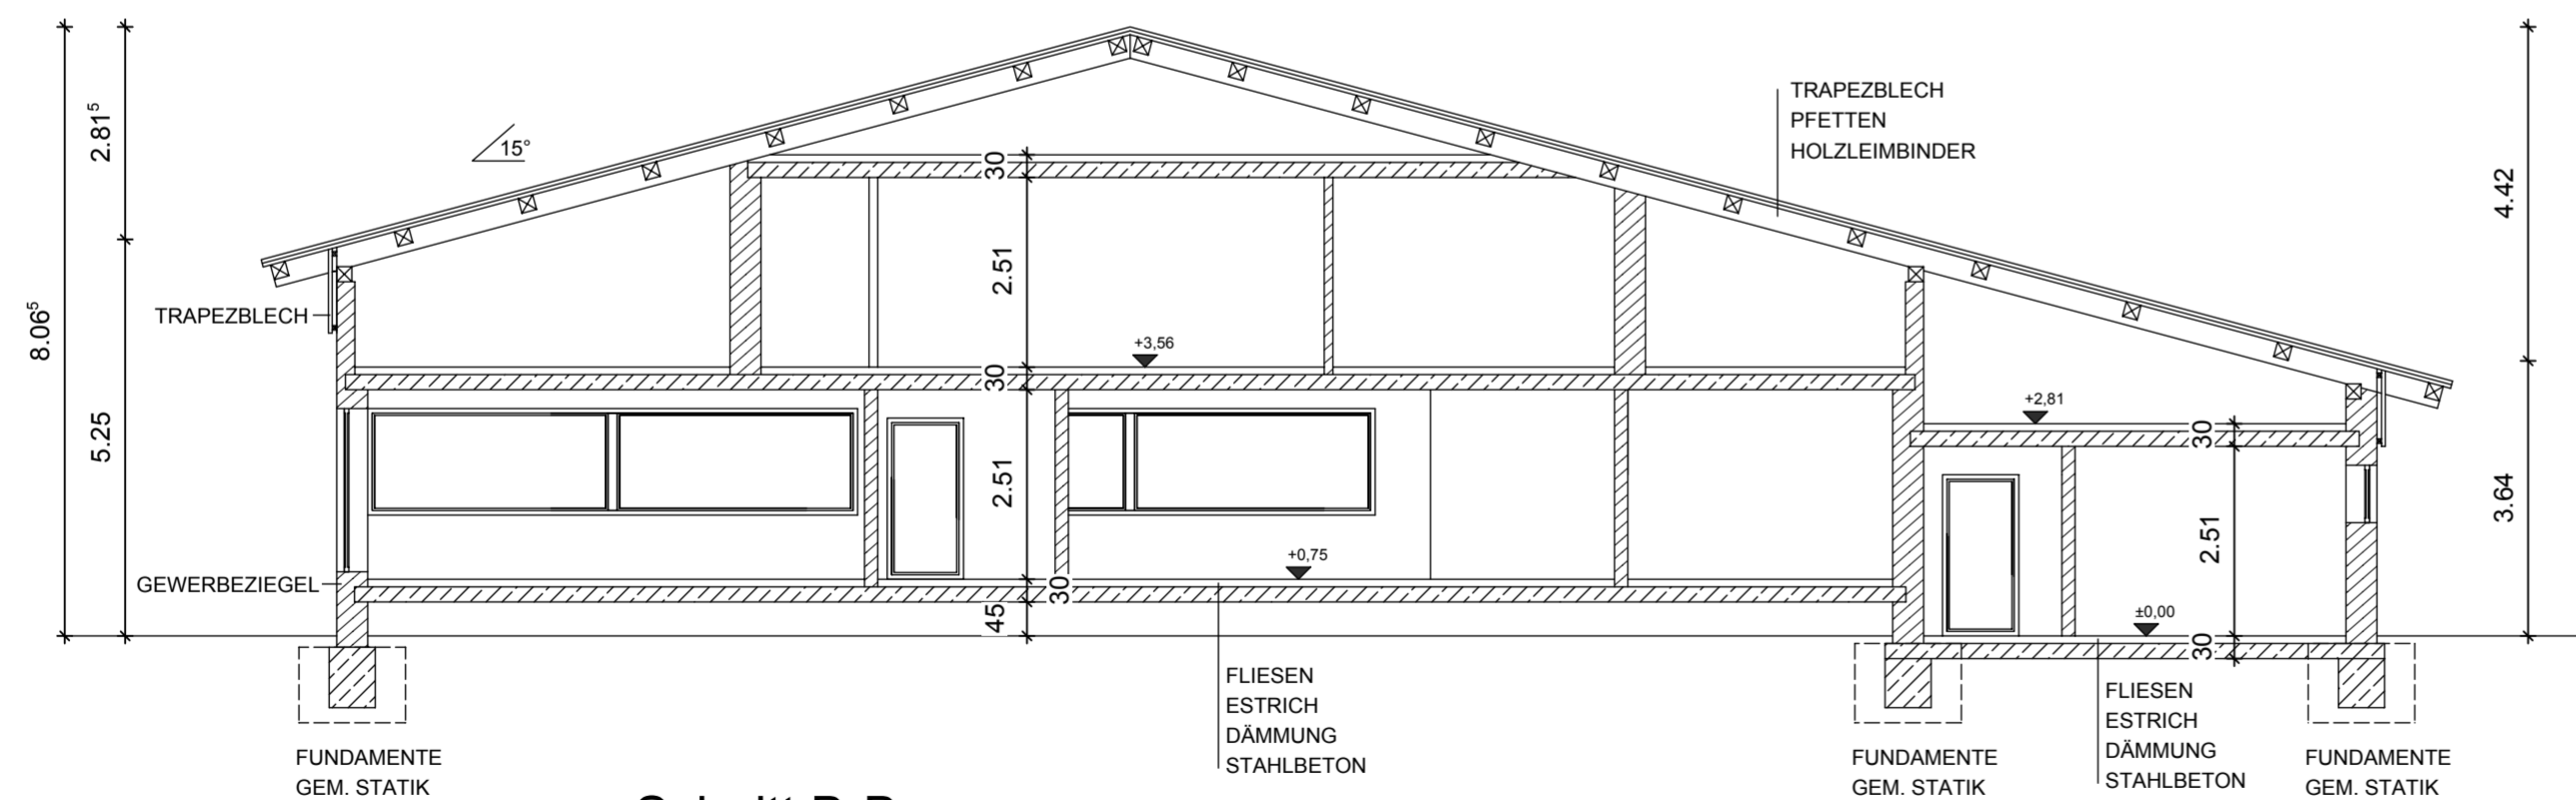 2.81⁵
8.06⁵
5.25
15°
TRAPEZBLECH
GEWERBEZIEGEL
TRAPEZBLECH
PFETTEN
HOLZLEIMBINDER
30
2.51
+3,56
30
2.51
+0,75
30
45
4.42
3.64
+2,81
30
2.51
±0,00
30
FUNDAMENTE
GEM. STATIK
FLIESEN
ESTRICH
DÄMMUNG
STAHLBETON
FUNDAMENTE
GEM. STATIK
FLIESEN
ESTRICH
DÄMMUNG
STAHLBETON
FUNDAMENTE
GEM. STATIK